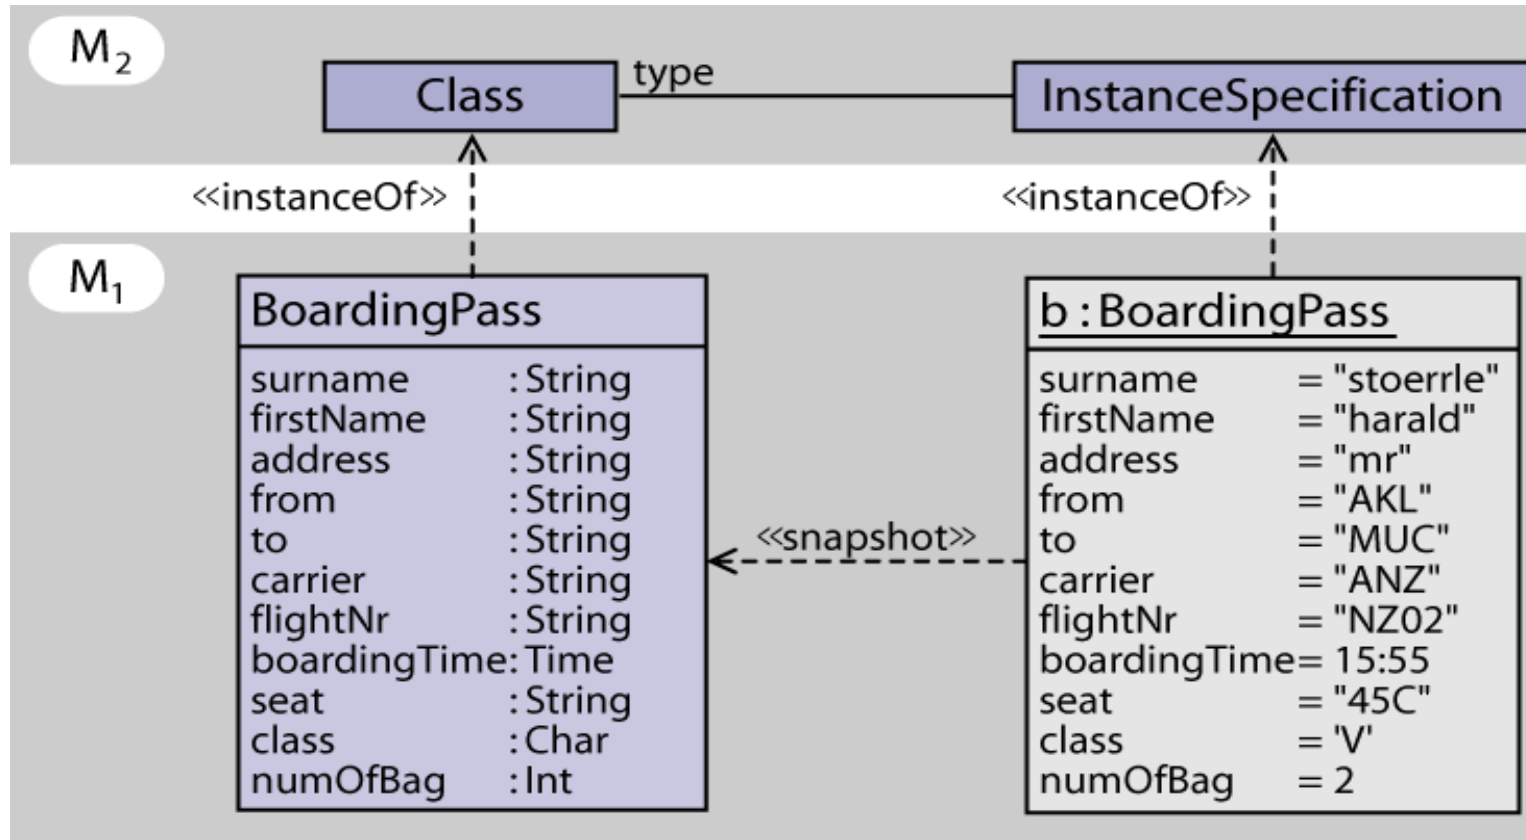 M2
type
Class
InstanceSpecification
«instanceOf»
«instanceOf»
M1
BoardingPass
surname : String
firstName : String
address : String
from : String
to : String
carrier : String
flightNr : String
boardingTime: Time
seat : String
class : Char
numOfBag : Int
«snapshot»
b : BoardingPass
surname = "stoerrle"
firstName = "harald"
address = "mr"
from = "AKL"
to = "MUC"
carrier = "ANZ"
flightNr = "NZ02"
boardingTime= 15:55
seat = "45C"
class = 'V'
numOfBag = 2